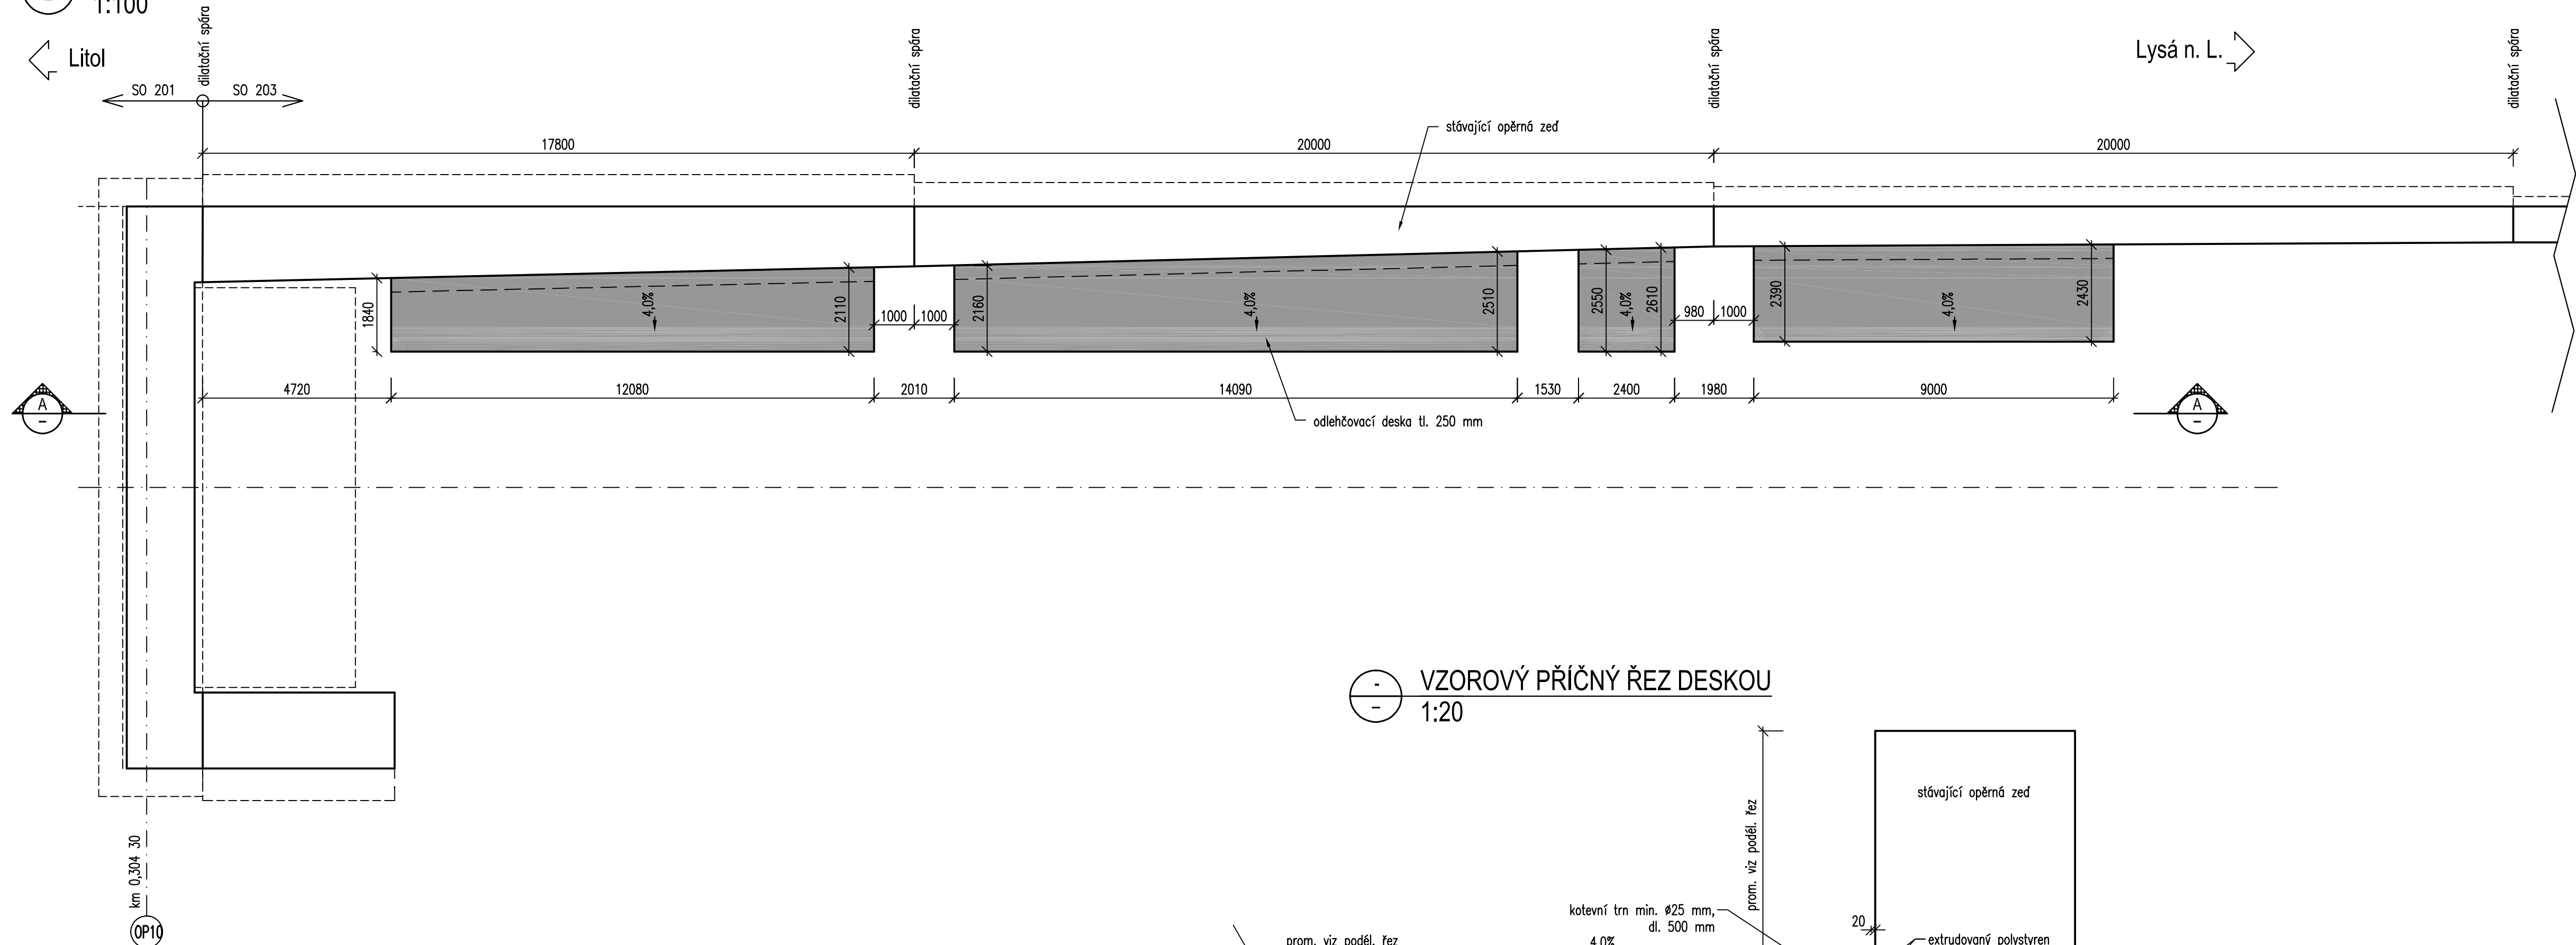 1:100
Litol
dilatační spára
dilatační spára
dilatační spára
dilatační spára
Lysá n. L.
SO 201
SO 203
stávající opěrná zeď
17800
20000
20000
1840
4,0%
2110
1000
1000
2160
4,0%
2510
2550
4,0%
2610
980
1000
2390
4,0%
2430
A
–
4720
12080
2010
14090
1530
2400
1980
9000
A
–
odlehčovací deska tl. 250 mm
-
–
VZOROVÝ PŘÍČNÝ ŘEZ DESKOU
1:20
stávající opěrná zeď
prom. viz podél. řez
km 0,304 30
OP10
kotevní trn min. ø25 mm,
dl. 500 mm
20
prom. viz podél. řez
4,0%
extrudovaný polystyren